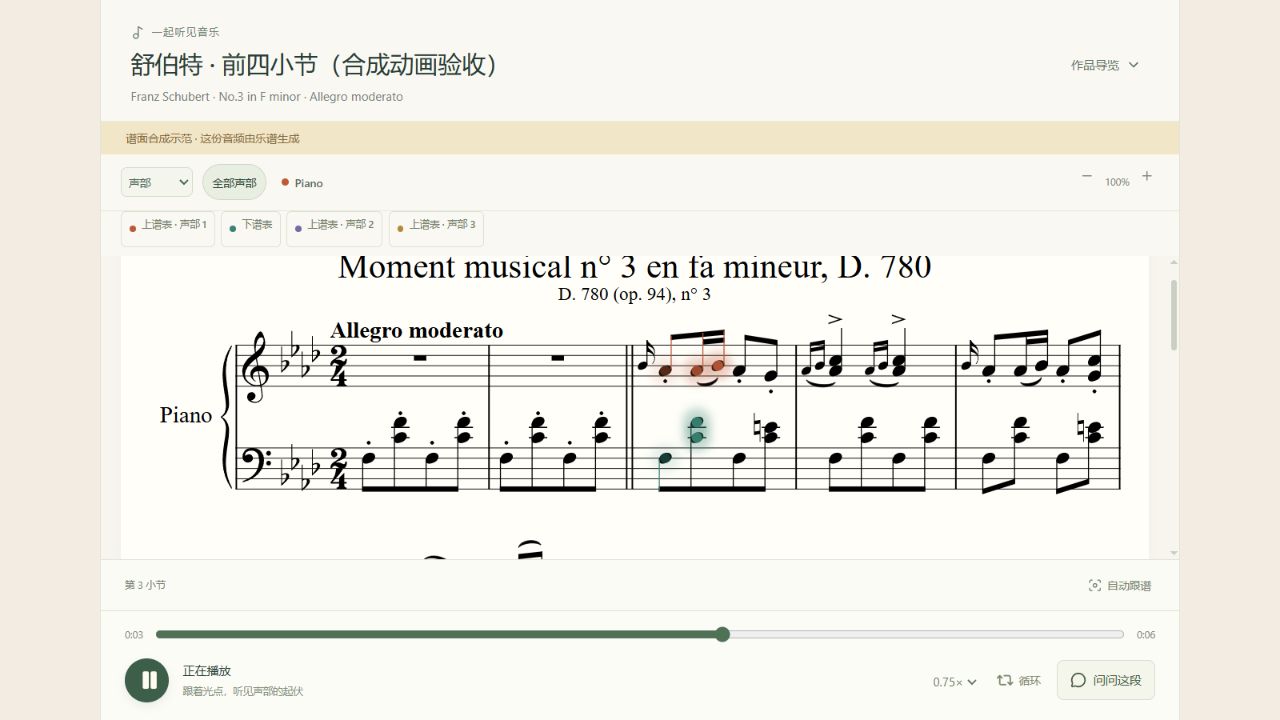 一起听见音乐
舒伯特 · 前四小节（合成动画验收）
作品导览
Franz Schubert · No.3 in F minor · Allegro moderato
谱面合成示范 · 这份音频由乐谱生成
声部
全部声部
Piano
100%
上谱表 · 声部 1
下谱表
上谱表 · 声部 2
上谱表 · 声部 3
Moment musical n° 3 en fa mineur, D. 780
D. 780 (op. 94), n° 3
Allegro moderato
Piano
第 3 小节
自动跟谱
0:03
0:06
正在播放
跟着光点，听见声部的起伏
0.75×
循环
问问这段